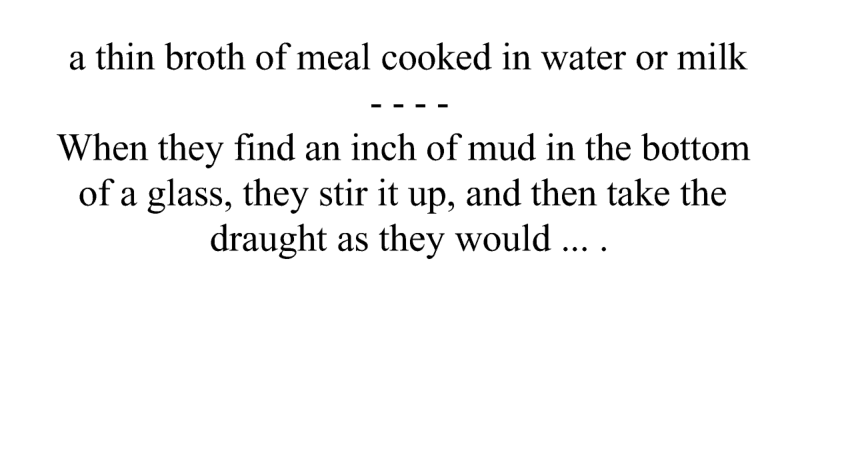 a thin broth of meal cooked in water or milk
- - - -
When they find an inch of mud in the bottom
of a glass, they stir it up, and then take the
draught as they would ... .